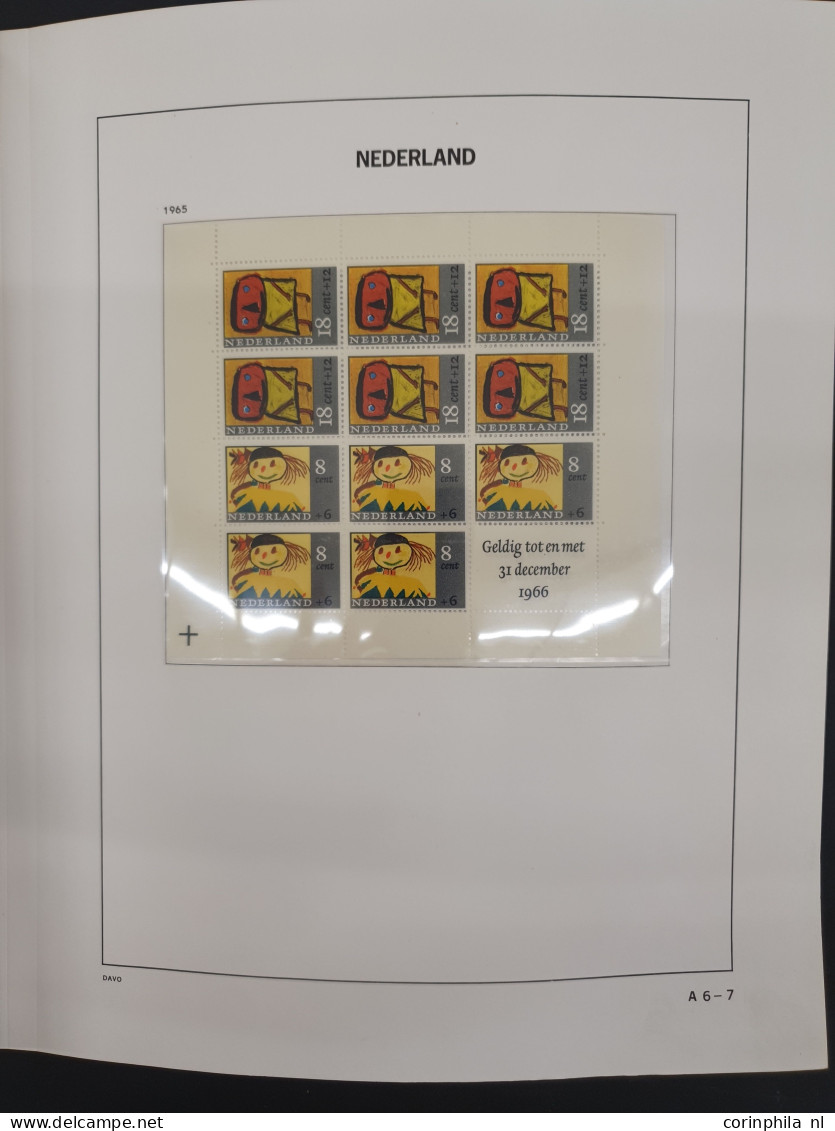 NEDERLAND
1965
18 cent +12
NEDERLAND
18 cent +12
NEDERLAND
18 cent +12
NEDERLAND
18 cent +12
NEDERLAND
18 cent +12
NEDERLAND
18 cent +12
NEDERLAND
8
cent
NEDERLAND +6
8
cent
NEDERLAND +6
8
cent
NEDERLAND +6
8
cent
NEDERLAND +6
8
cent
NEDERLAND +6
Geldig tot en met
31 december
1966
DAVO
A 6-7
corinphila nl